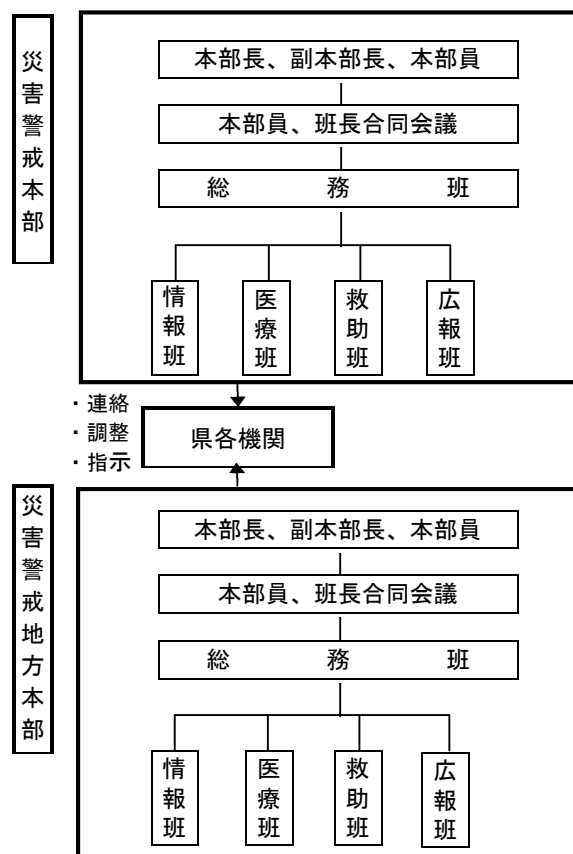 災害警戒本部
本部長、副本部長、本部員
本部員、班長合同会議
総務班
情報班
医療班
救助班
広報班
・連絡
・調整
・指示
県各機関
災害警戒地方本部
本部長、副本部長、本部員
本部員、班長合同会議
総務班
情報班
医療班
救助班
広報班